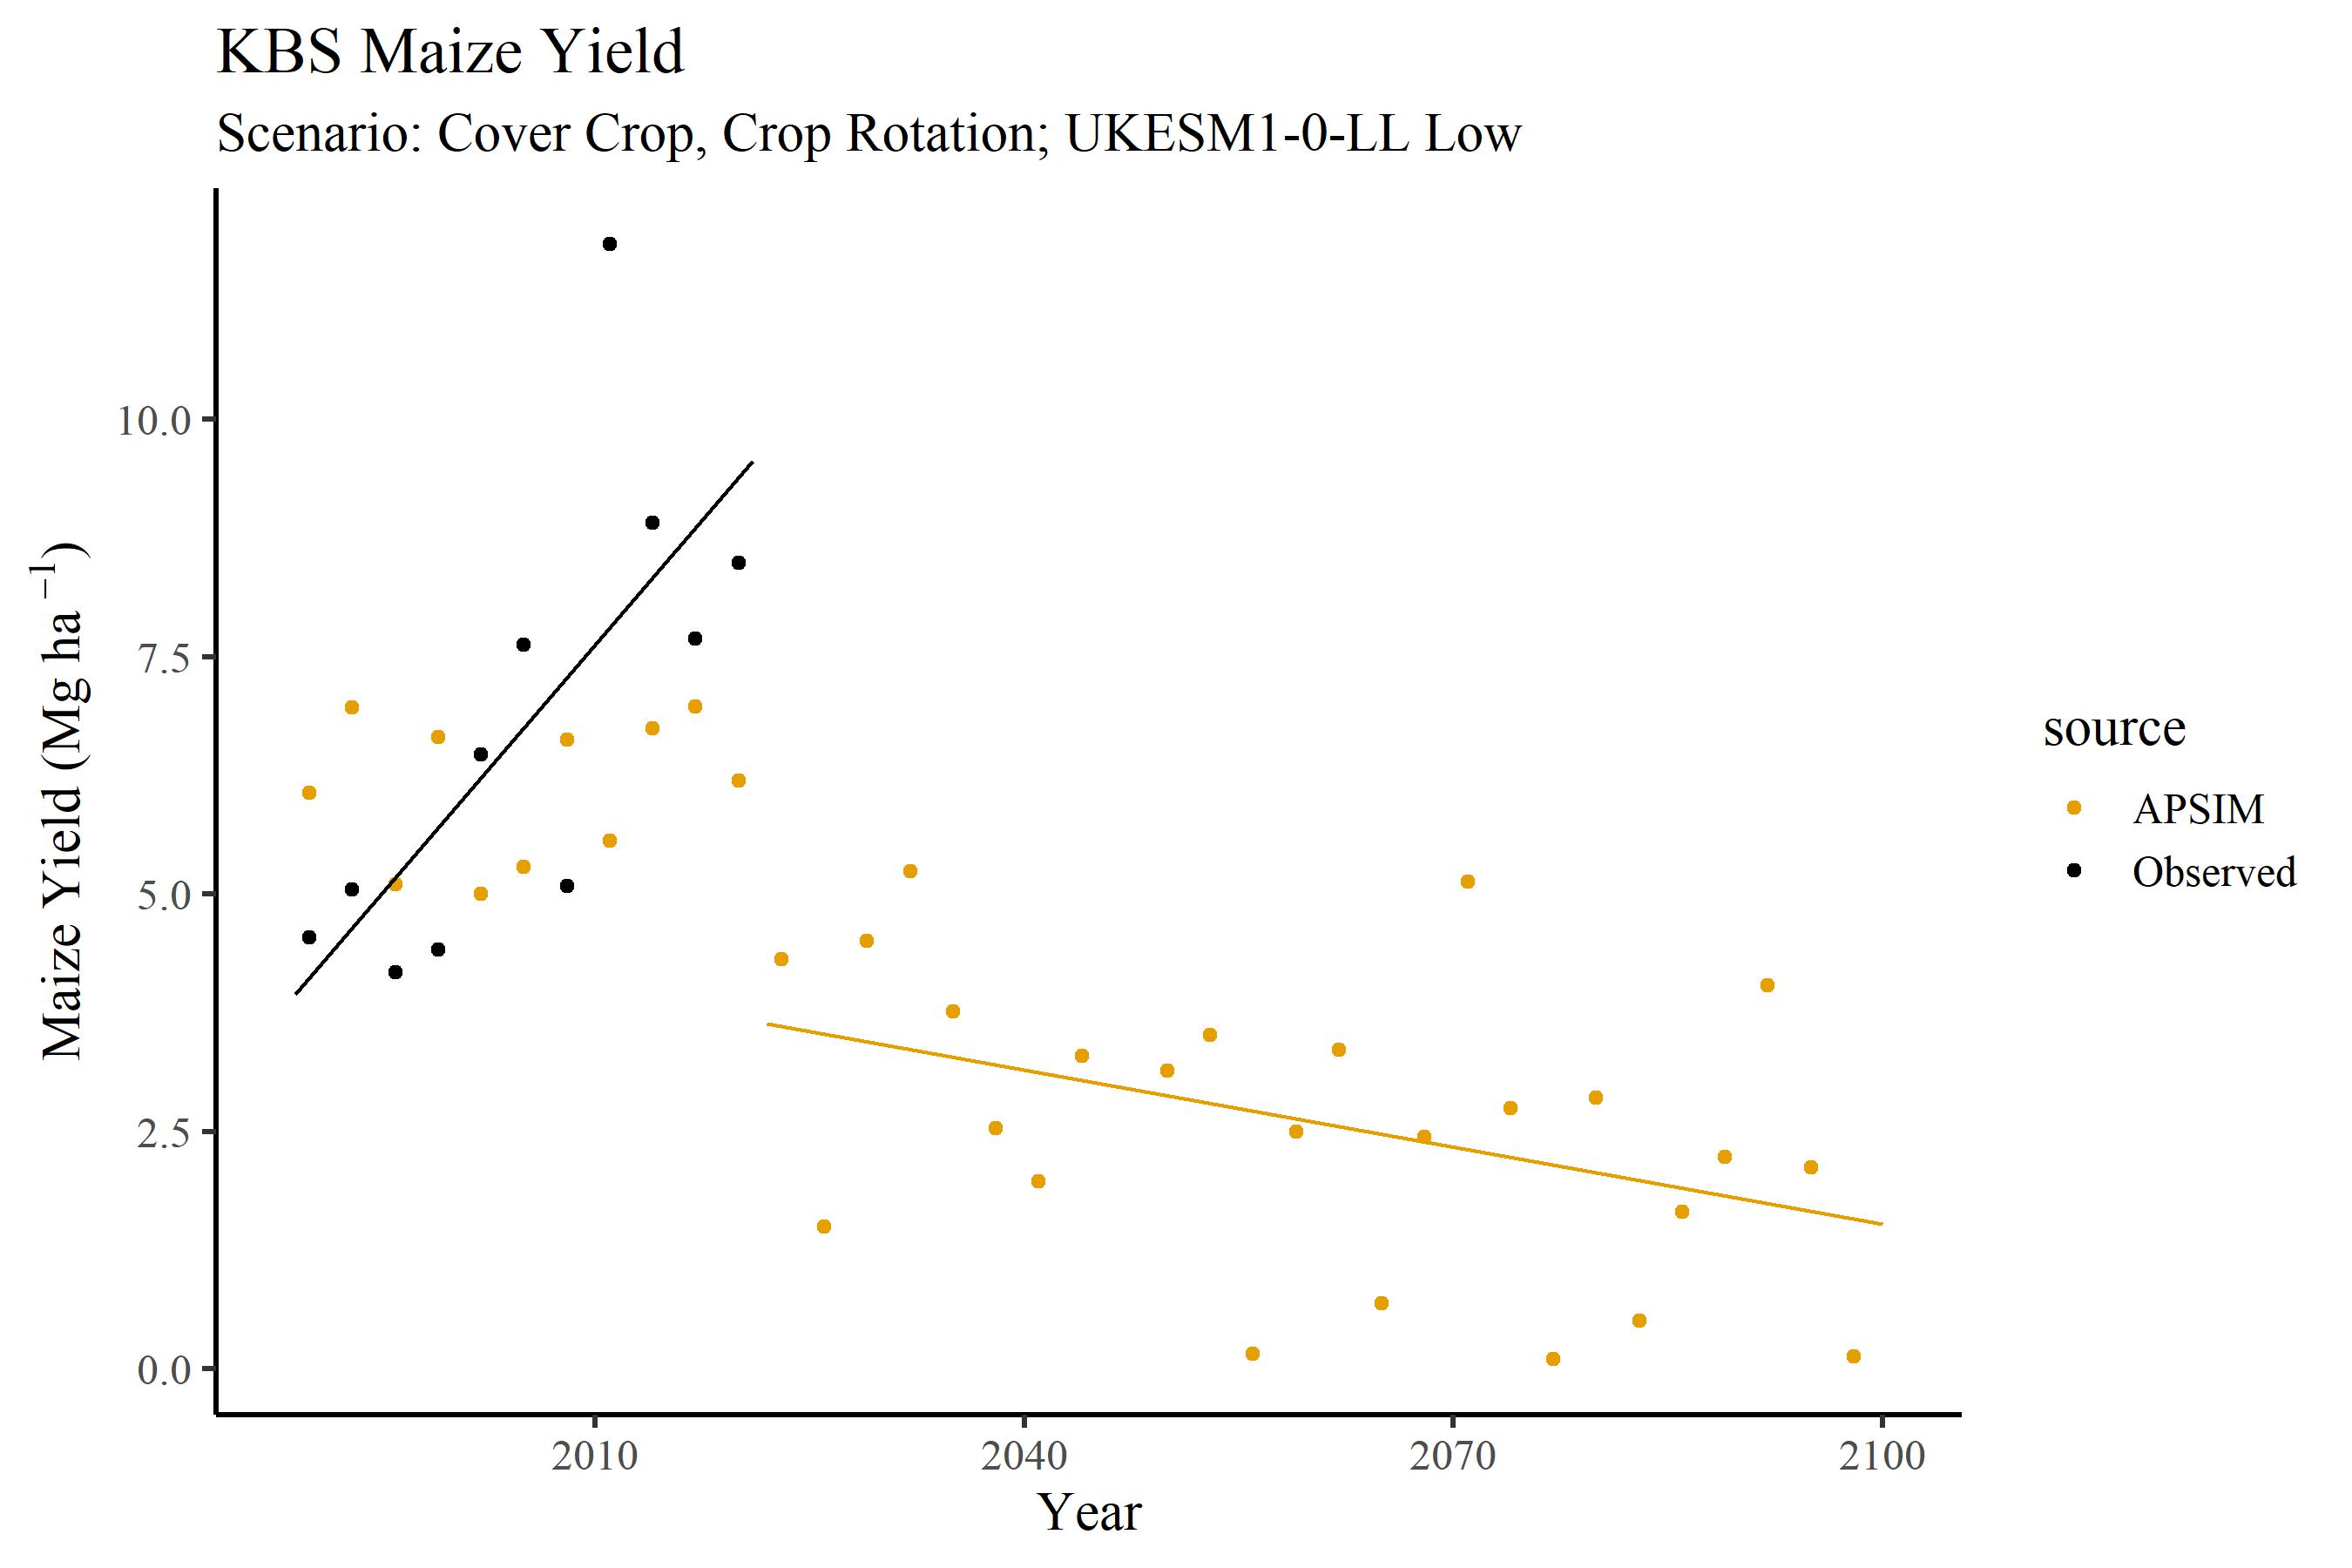 KBS Maize Yield
Scenario: Cover Crop, Crop Rotation; UKESM1-0-LL Low
Maize Yield (Mg ha −1)
10.0
7.5
5.0
2.5
0.0
2010
2040
2070
2100
Year
source
APSIM
Observed